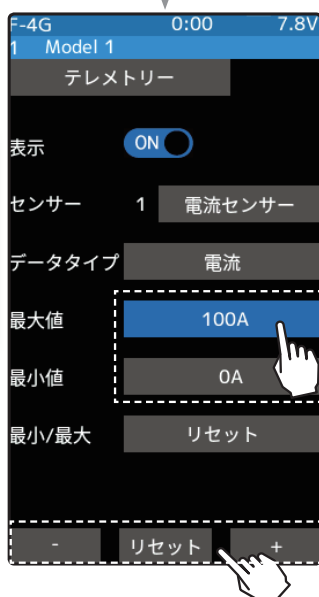 F-4G 0:00 7.8V
1 Model 1
テレメトリー
表示 ON
センサー 1 電流センサー
データタイプ 電流
最大値 100A
最小値 0A
最小/最大 リセット
- リセット +